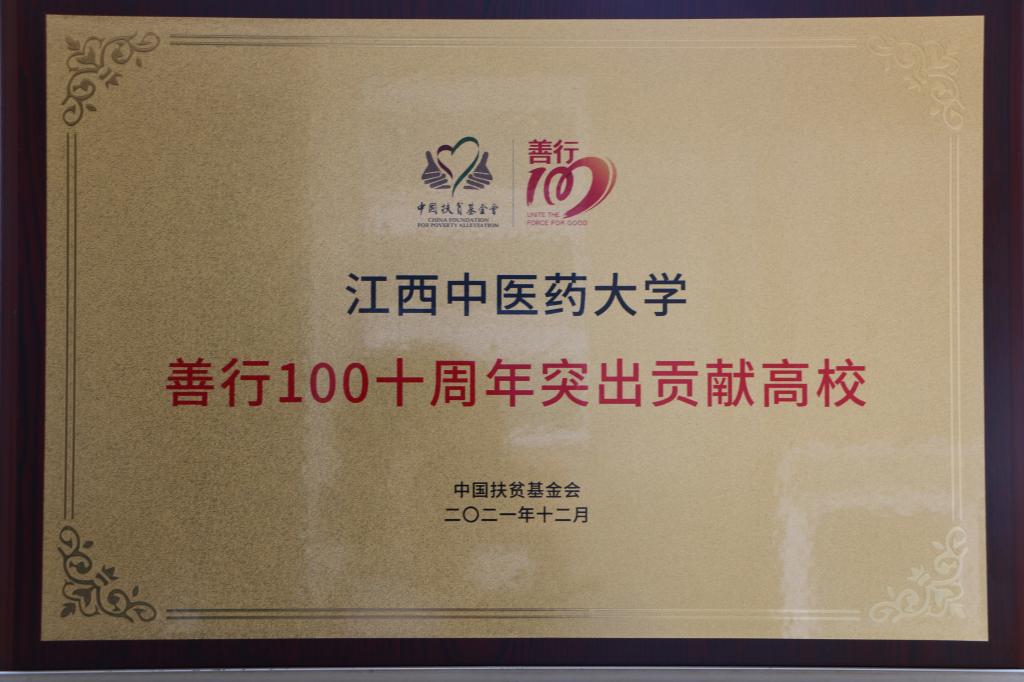 中国扶贫基金会
CHINA FOUNDATION
FOR POVERTY ALLEVIATION
善行
100
UNITE THE
FORCE FOR GOOD
江西中医药大学
善行100十周年突出贡献高校
中国扶贫基金会
二〇二一年十二月